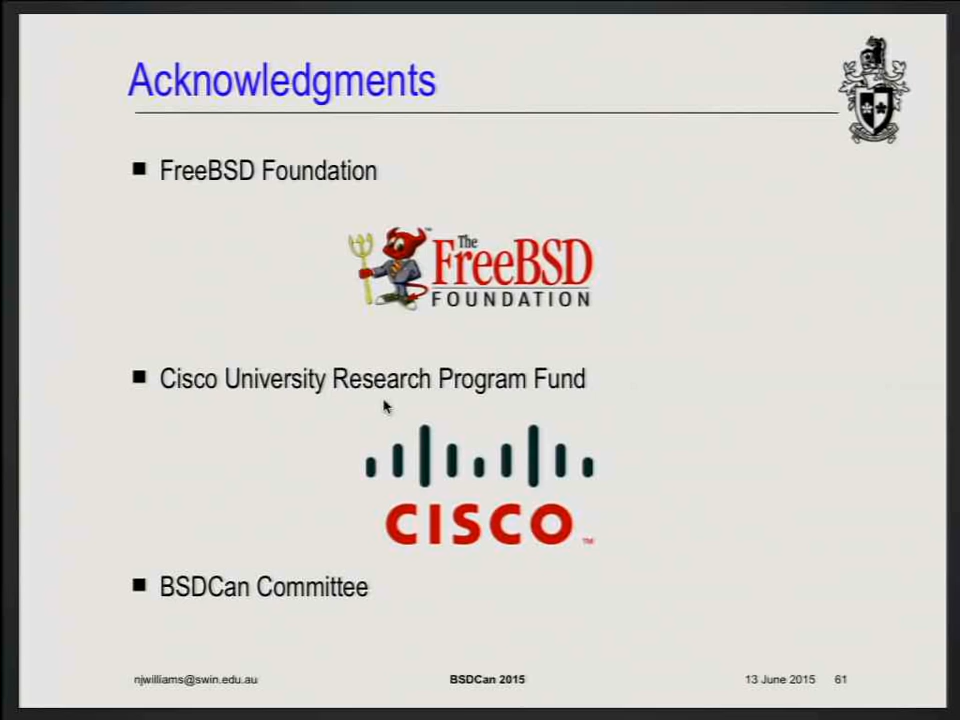 Acknowledgments
FreeBSD Foundation
The
FreeBSD
FOUNDATION
Cisco University Research Program Fund
CISCO
TM
BSDCan Committee
njwilliams@swin.edu.au BSDCan 2015 13 June 2015 61